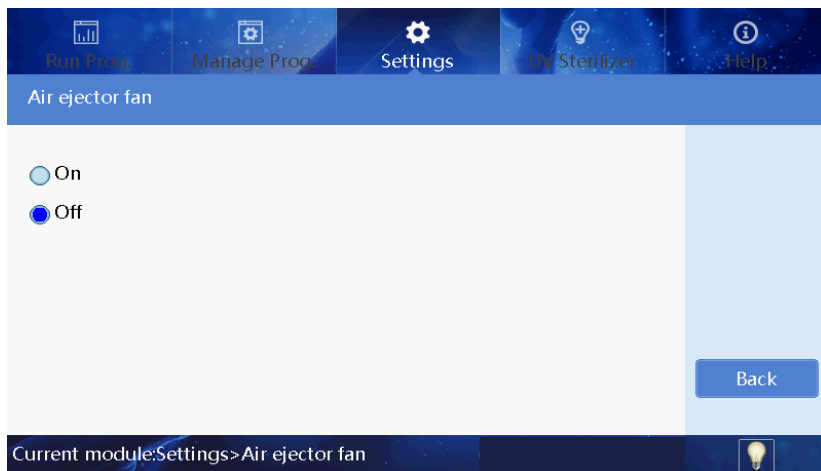 Run Prog
Manage Prog
Settings
UV Sterilizer
Help
Air ejector fan
On
Off
Back
Current module:Settings>Air ejector fan